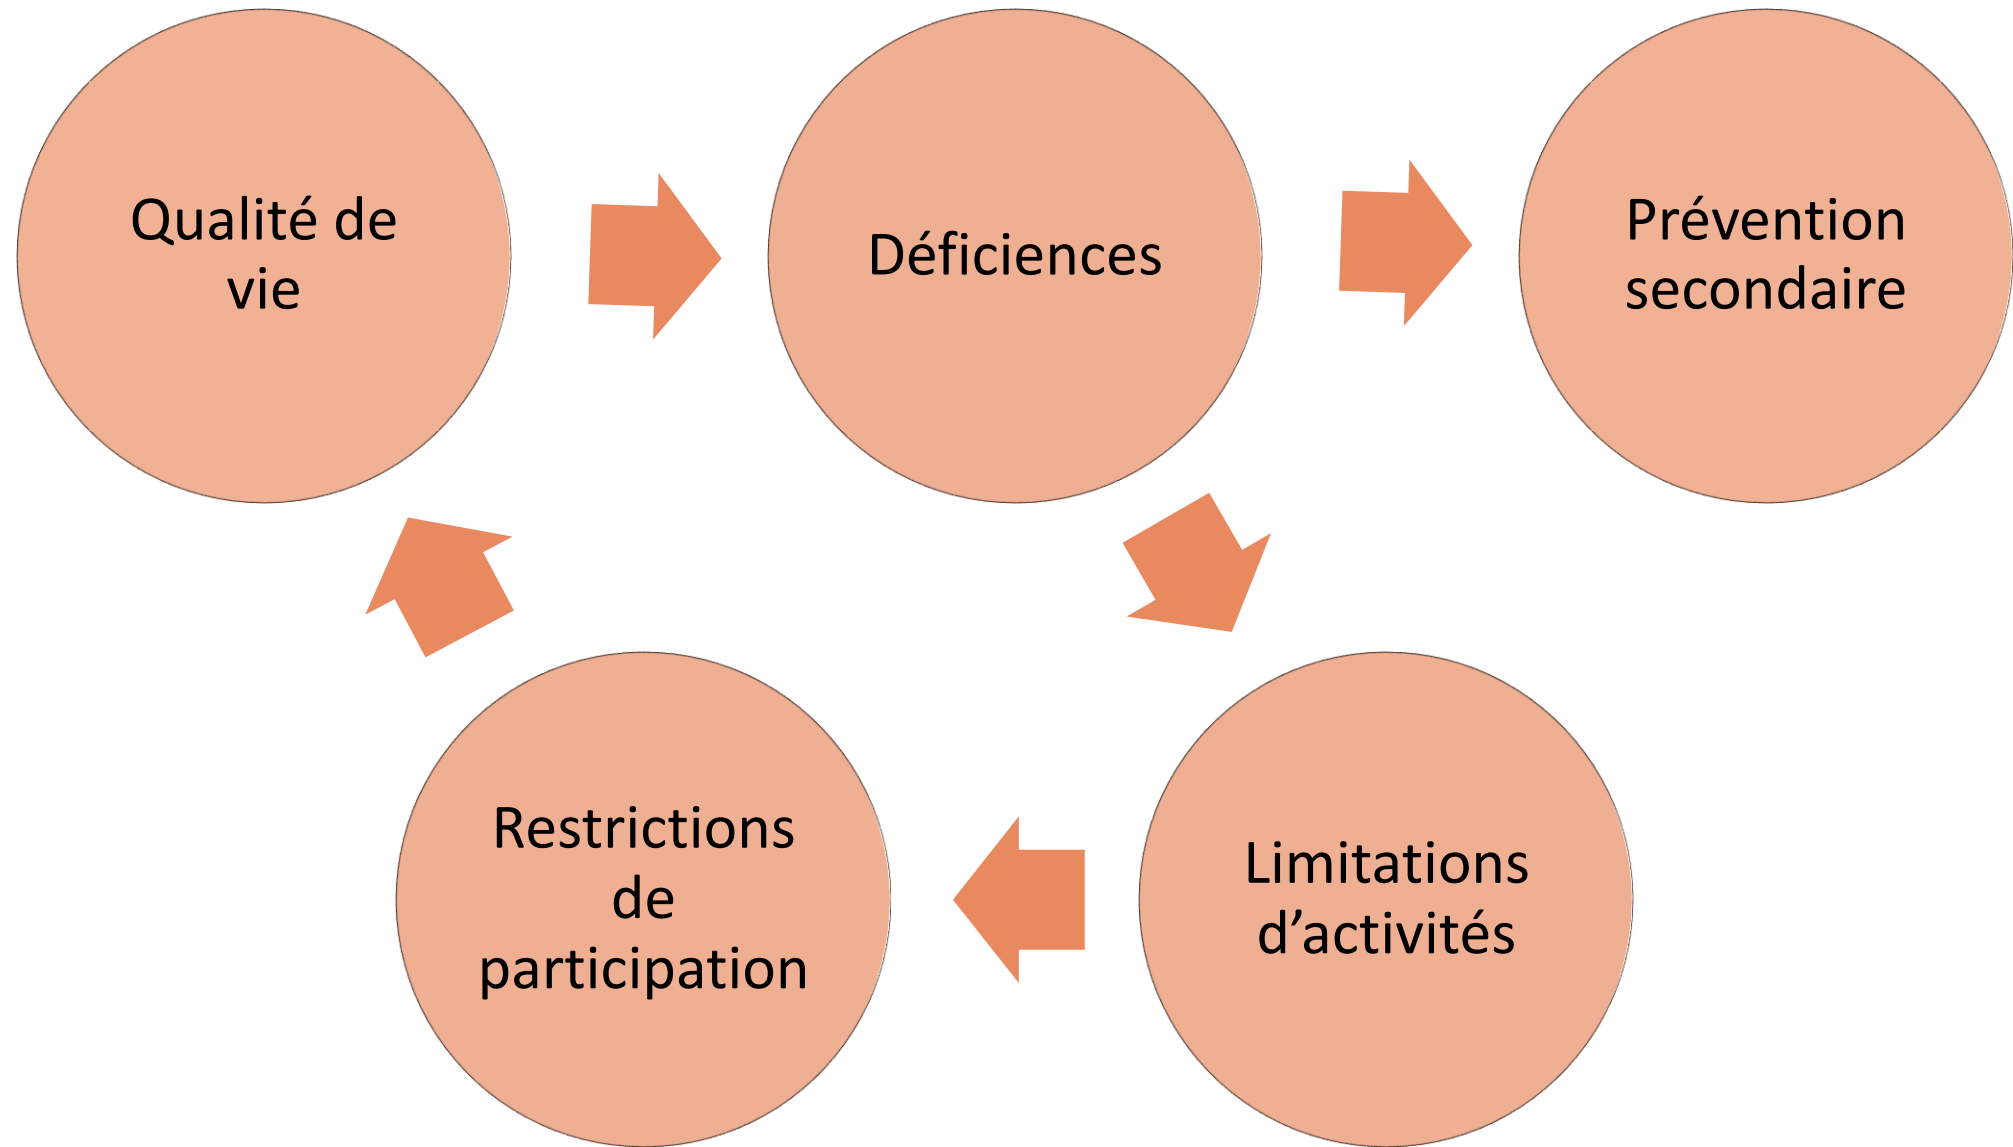 Qualité de
vie
Déficiences
Prévention
secondaire
Restrictions
de
participation
Limitations
d’activités